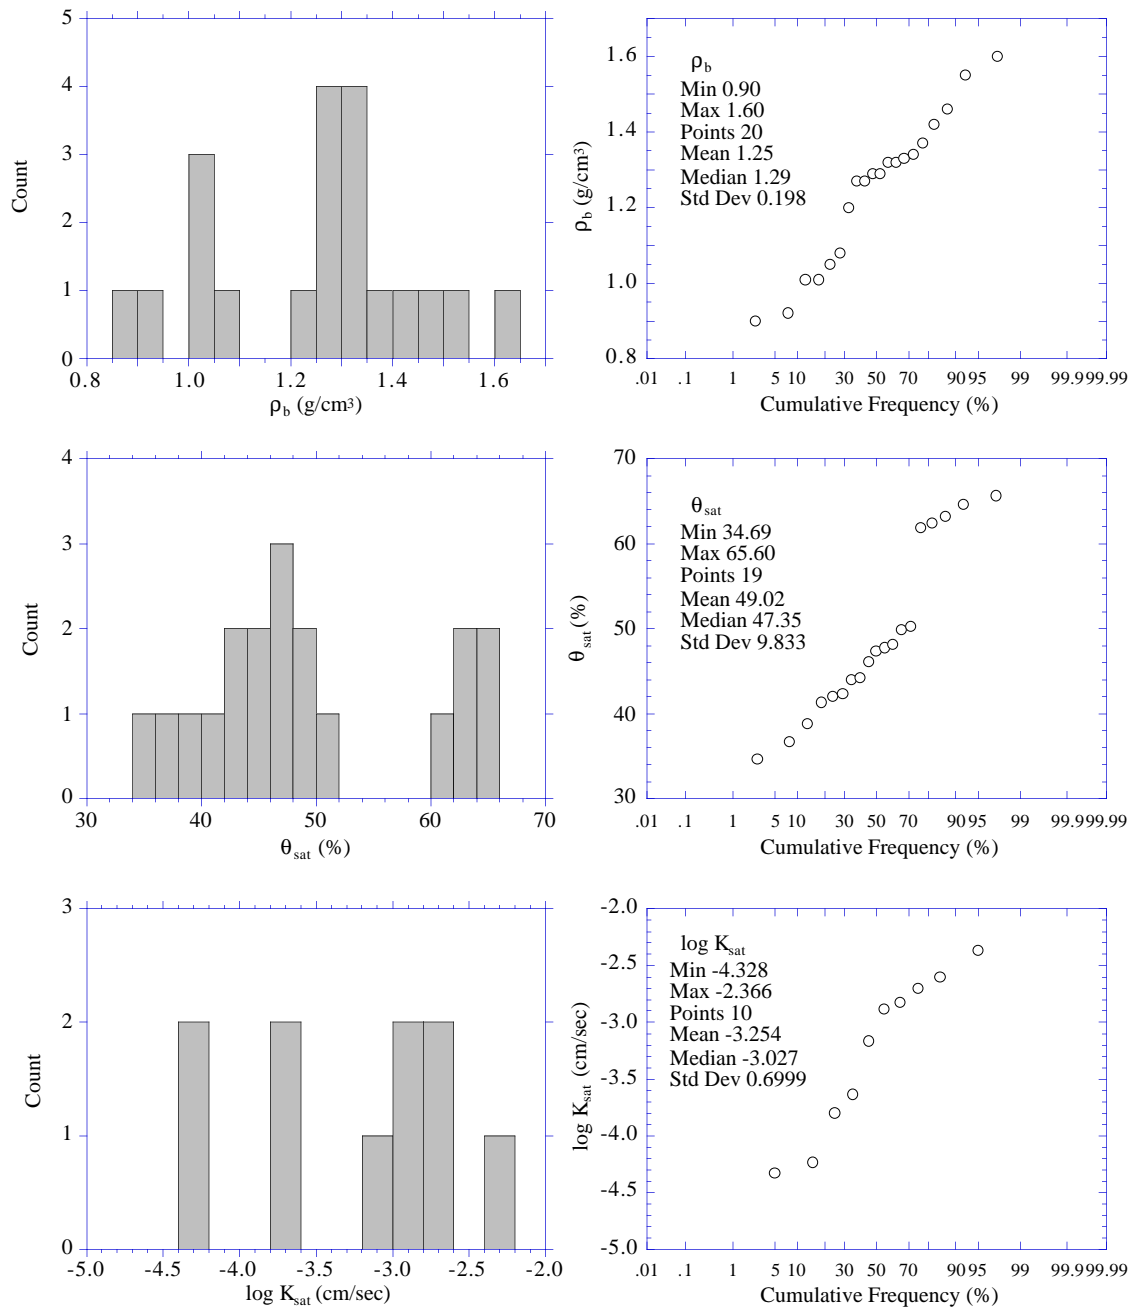 5
4
3
2
1
0
Count
0.8 1.0 1.2 1.4 1.6
ρb (g/cm3)
1.6
1.4
1.2
1.0
0.8
ρb (g/cm3)
ρb
Min 0.90
Max 1.60
Points 20
Mean 1.25
Median 1.29
Std Dev 0.198
.01 .1 1 5 10 30 50 70 90 95 99 99.999.99
Cumulative Frequency (%)
4
3
2
1
0
Count
30 40 50 60 70
θsat (%)
70
60
50
40
30
θsat (%)
θsat
Min 34.69
Max 65.60
Points 19
Mean 49.02
Median 47.35
Std Dev 9.833
.01 .1 1 5 10 30 50 70 90 95 99 99.999.99
Cumulative Frequency (%)
3
2
1
0
Count
-5.0 -4.5 -4.0 -3.5 -3.0 -2.5 -2.0
log Ksat (cm/sec)
-2.0
-2.5
-3.0
-3.5
-4.0
-4.5
-5.0
log Ksat (cm/sec)
log Ksat
Min -4.328
Max -2.366
Points 10
Mean -3.254
Median -3.027
Std Dev 0.6999
.01 .1 1 5 10 30 50 70 90 95 99 99.999.99
Cumulative Frequency (%)